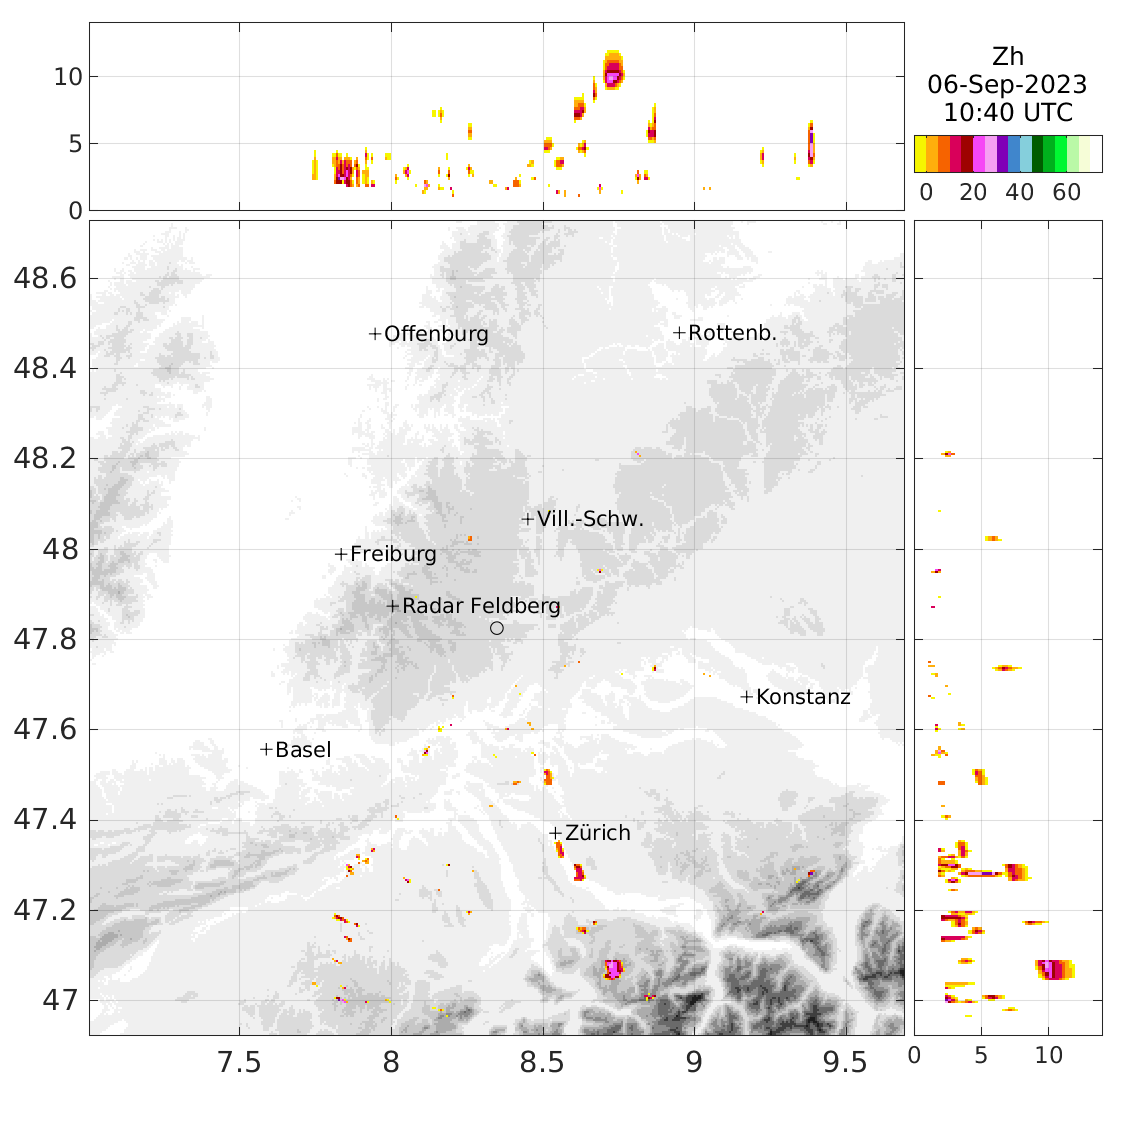 10
5
0
Zh
06-Sep-2023
10:40 UTC
0 20 40 60
48.6
48.4
48.2
48
47.8
47.6
47.4
47.2
47
+Offenburg
+Rottenb.
+Vill.-Schw.
+Freiburg
+Radar Feldberg
+Konstanz
+Basel
+Zürich
7.5 8 8.5 9 9.5
0 5 10